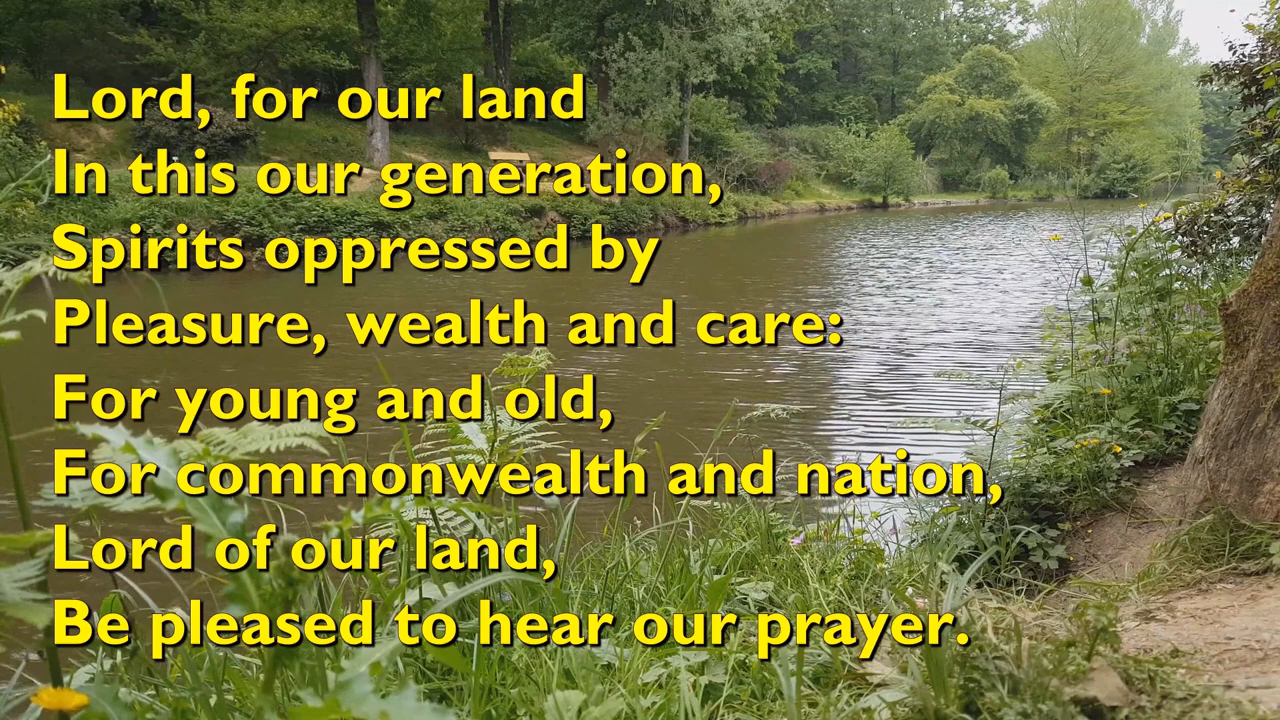 Lord, for our land
In this our generation,
Spirits oppressed by
Pleasure, wealth and care:
For young and old,
For commonwealth and nation,
Lord of our land,
Be pleased to hear our prayer.